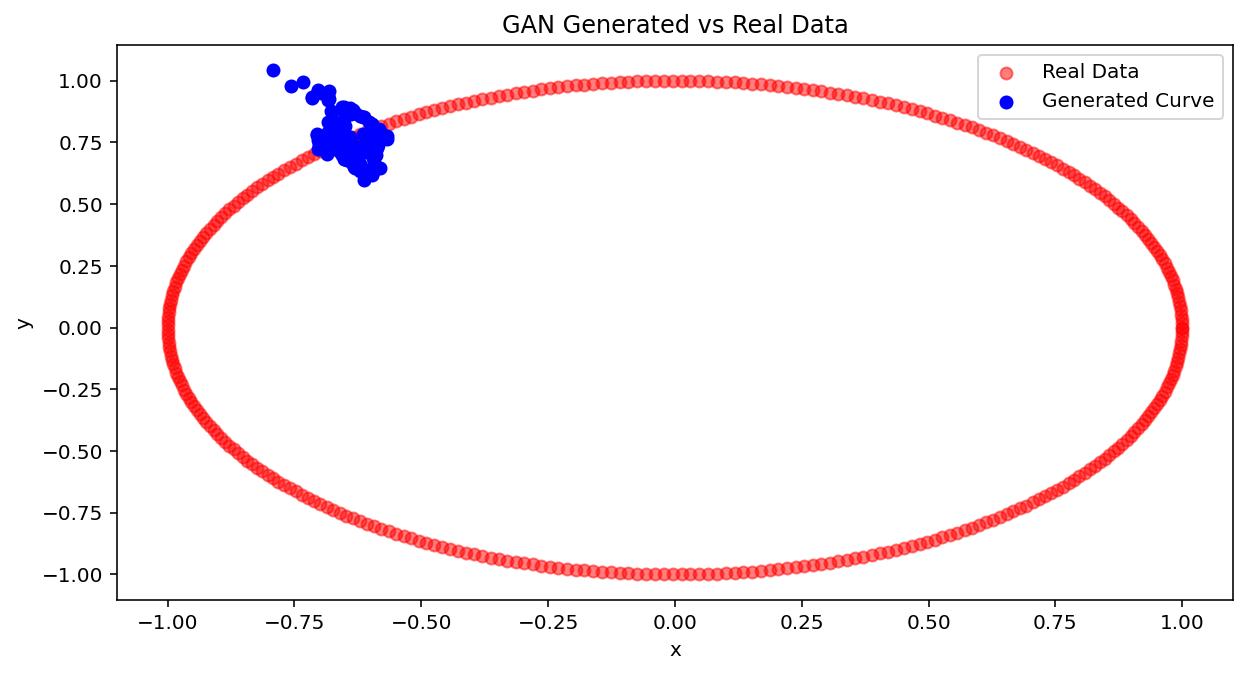 GAN Generated vs Real Data
Real Data
Generated Curve
1.00
0.75
0.50
0.25
0.00
−0.25
−0.50
−0.75
−1.00
y
−1.00 −0.75 −0.50 −0.25 0.00 0.25 0.50 0.75 1.00
x